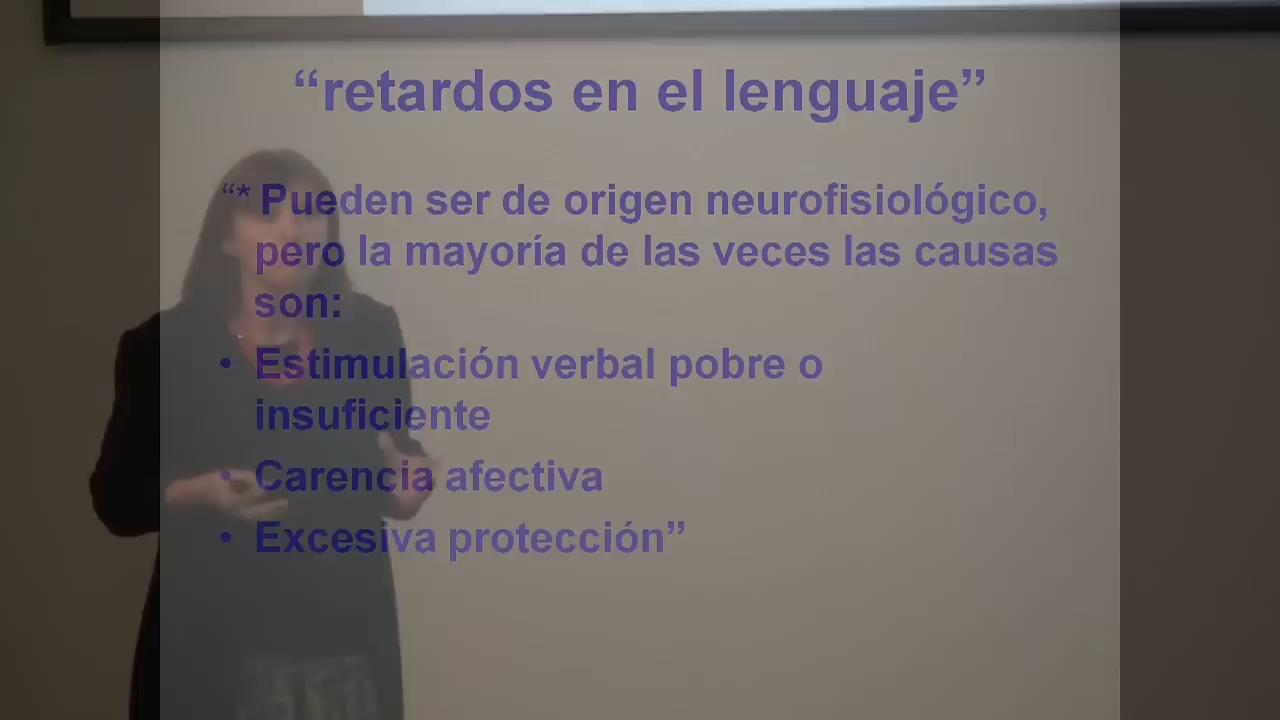 “retardos en el lenguaje”
“* Pueden ser de origen neurofisiológico,
pero la mayoría de las veces las causas
son:
• Estimulación verbal pobre o
insuficiente
• Carencia afectiva
• Excesiva protección”